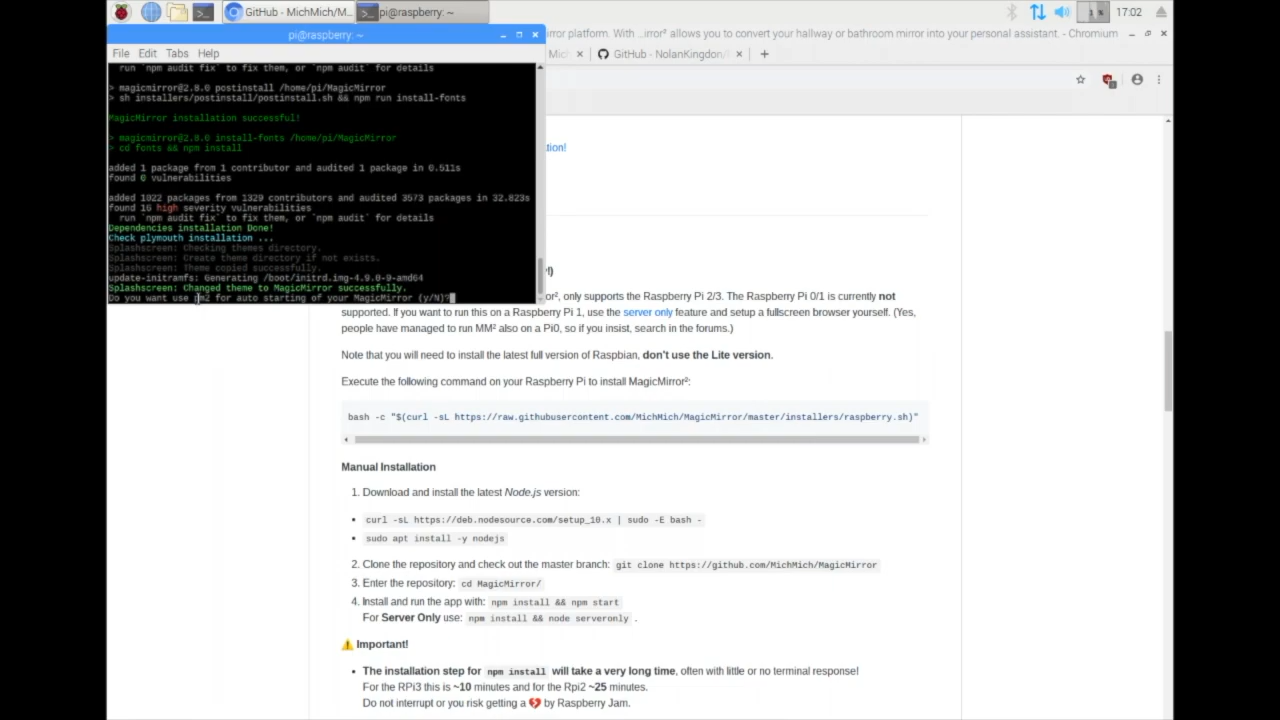 GitHub - MichMich/M...
pi@raspberry: ~
17:02
pi@raspberry: ~
irror platform. With ...irror² allows you to convert your hallway or bathroom mirror into your personal assistant. - Chromium
File Edit Tabs Help
Mich
GitHub - NolanKingdon/
run `npm audit fix` to fix them, or `npm audit` for details
> magicmirror@2.8.0 postinstall /home/pi/MagicMirror
> sh installers/postinstall/postinstall.sh && npm run install-fonts
MagicMirror installation successful!
> magicmirror@2.8.0 install-fonts /home/pi/MagicMirror
> cd fonts && npm install
tion!
added 1 package from 1 contributor and audited 1 package in 0.511s
found 0 vulnerabilities
added 1022 packages from 1329 contributors and audited 3573 packages in 32.823s
found 16 high severity vulnerabilities
run `npm audit fix` to fix them, or `npm audit` for details
Dependencies installation Done!
Check plymouth installation ...
Splashscreen: Checking themes directory.
Splashscreen: Create theme directory if not exists.
Splashscreen: Theme copied successfully.
update-initramfs: Generating /boot/initrd.img-4.9.0-9-amd64
Splashscreen: Changed theme to MagicMirror successfully.
Do you want use pm2 for auto starting of your MagicMirror (y/N)?
!)
or², only supports the Raspberry Pi 2/3. The Raspberry Pi 0/1 is currently not
supported. If you want to run this on a Raspberry Pi 1, use the server only feature and setup a fullscreen browser yourself. (Yes,
people have managed to run MM² also on a Pi0, so if you insist, search in the forums.)
Note that you will need to install the latest full version of Raspbian, don't use the Lite version.
Execute the following command on your Raspberry Pi to install MagicMirror²:
bash -c "$(curl -sL https://raw.githubusercontent.com/MichMich/MagicMirror/master/installers/raspberry.sh)"
Manual Installation
1. Download and install the latest Node.js version:
• curl -sL https://deb.nodesource.com/setup_10.x | sudo -E bash -
• sudo apt install -y nodejs
2. Clone the repository and check out the master branch: git clone https://github.com/MichMich/MagicMirror
3. Enter the repository: cd MagicMirror/
4. Install and run the app with: npm install && npm start
For Server Only use: npm install && node serveronly .
⚠️ Important!
• The installation step for npm install will take a very long time, often with little or no terminal response!
For the RPi3 this is ~10 minutes and for the Rpi2 ~25 minutes.
Do not interrupt or you risk getting a 💔 by Raspberry Jam.